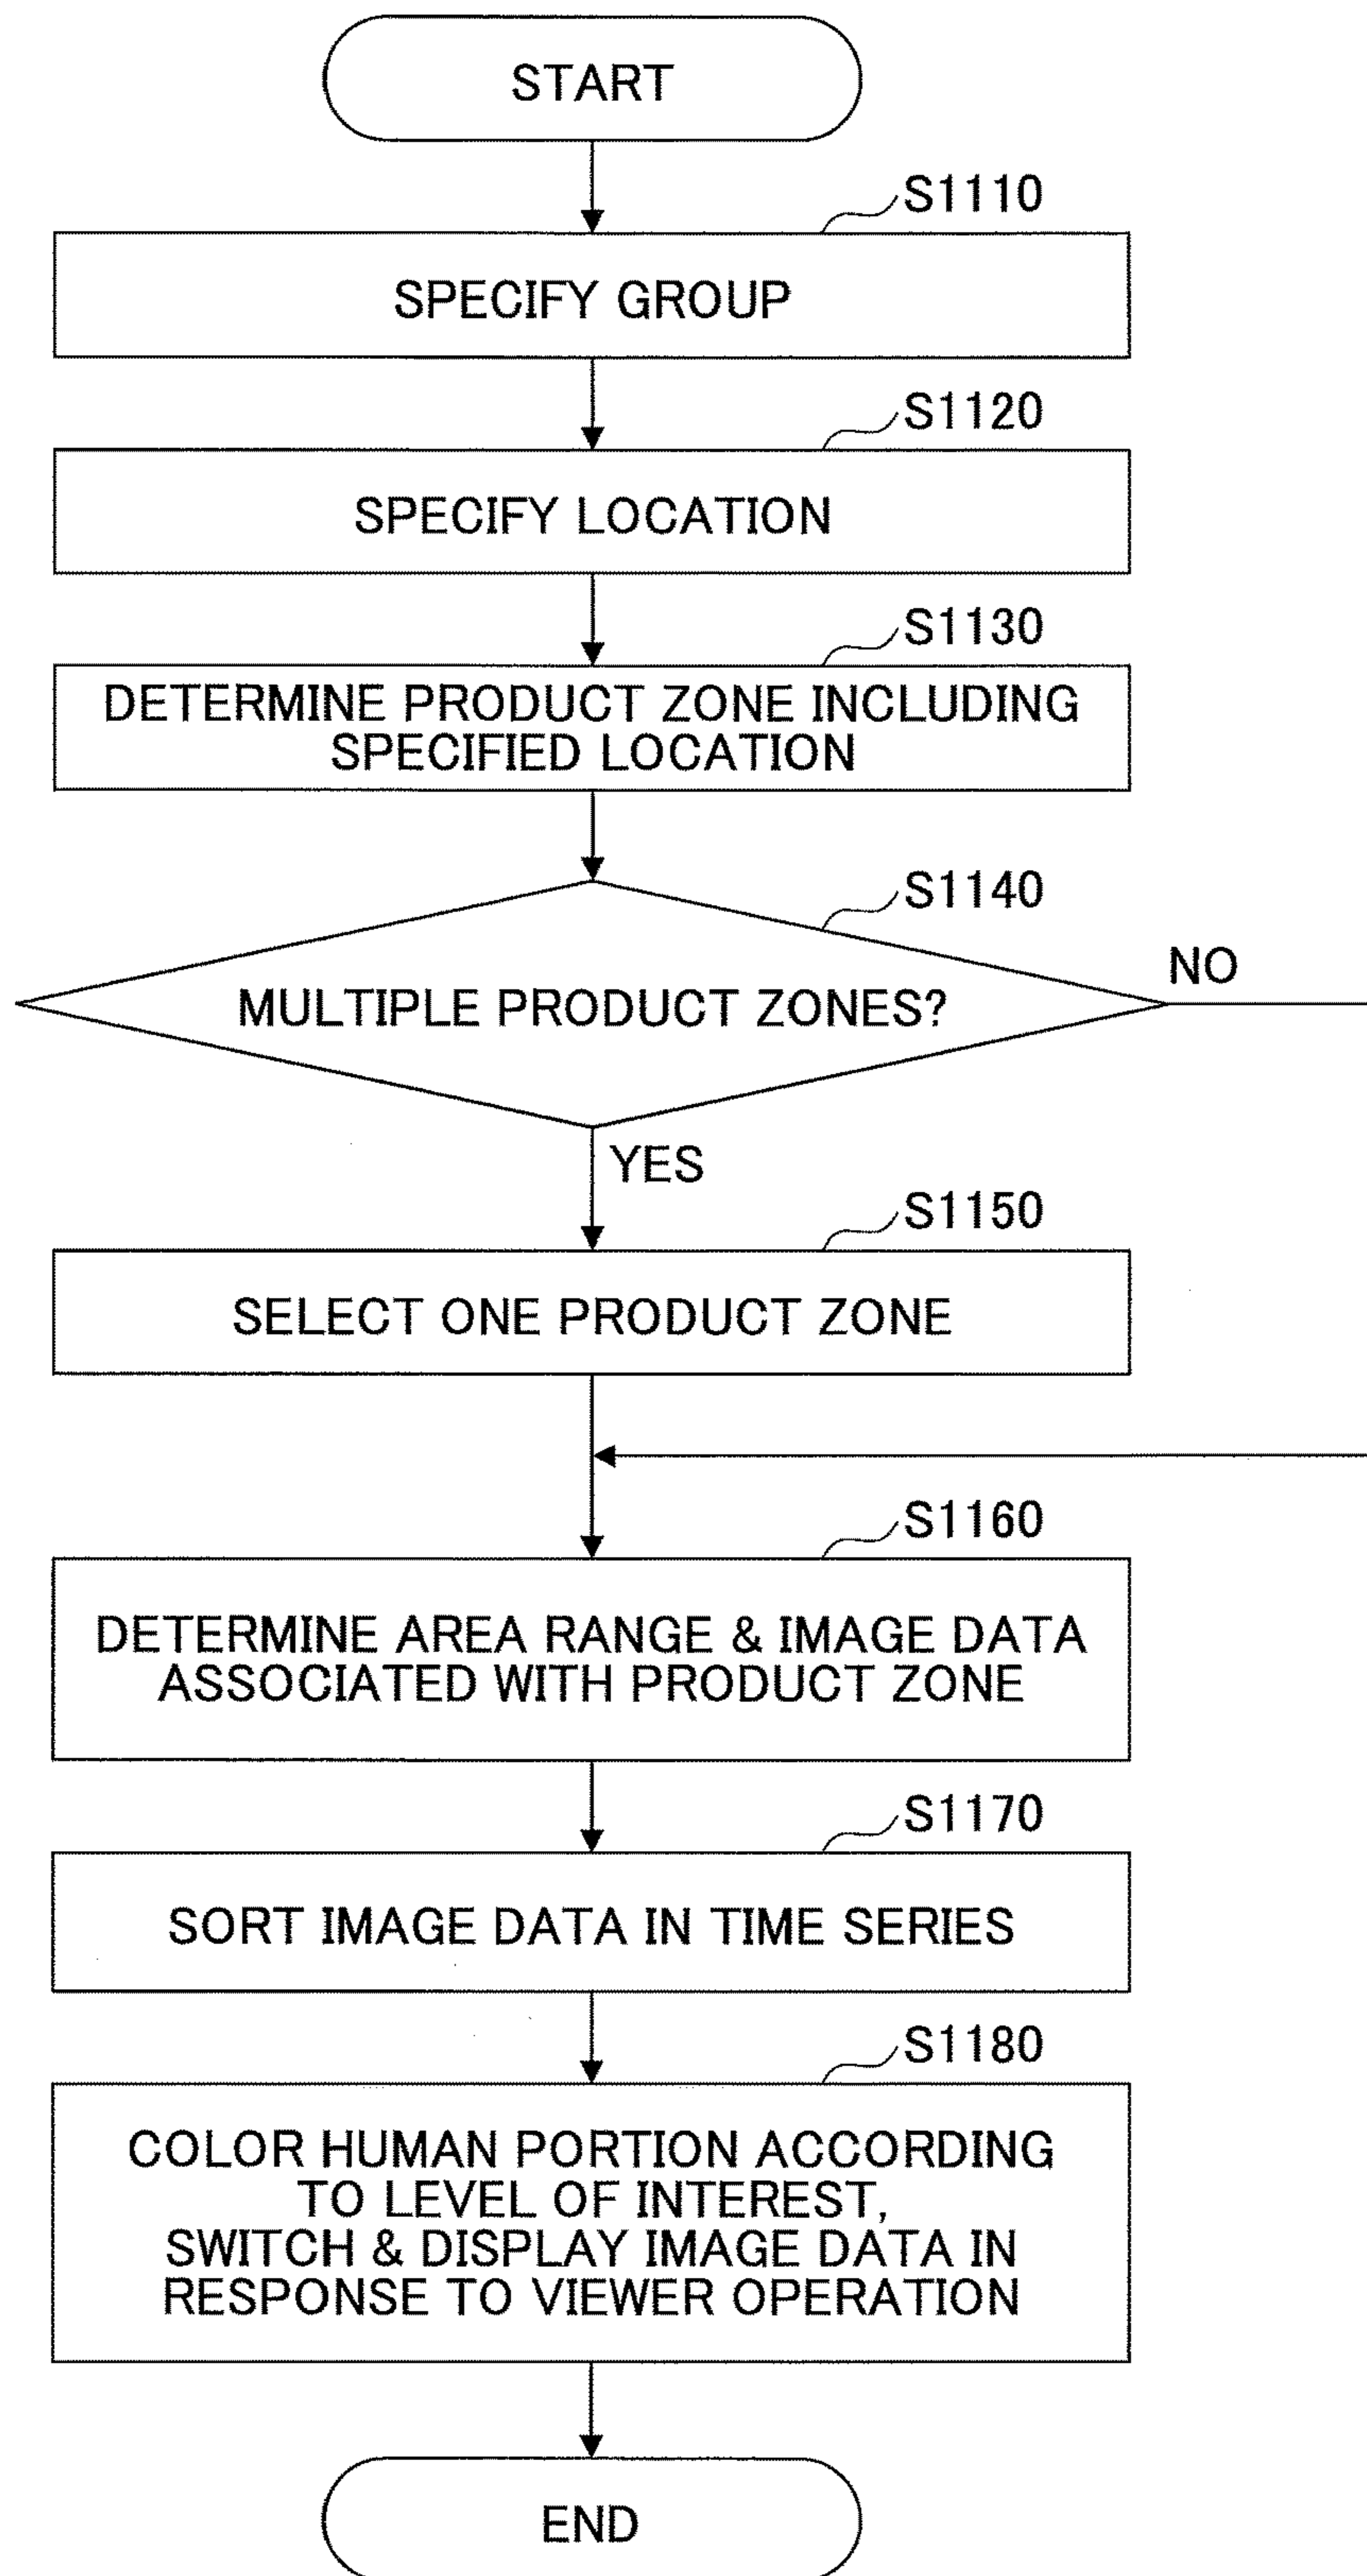 START
S1110
SPECIFY GROUP
S1120
SPECIFY LOCATION
S1130
DETERMINE PRODUCT ZONE INCLUDING
SPECIFIED LOCATION
S1140
NO
MULTIPLE PRODUCT ZONES?
YES
S1150
SELECT ONE PRODUCT ZONE
S1160
DETERMINE AREA RANGE & IMAGE DATA
ASSOCIATED WITH PRODUCT ZONE
S1170
SORT IMAGE DATA IN TIME SERIES
S1180
COLOR HUMAN PORTION ACCORDING
TO LEVEL OF INTEREST,
SWITCH & DISPLAY IMAGE DATA IN
RESPONSE TO VIEWER OPERATION
END